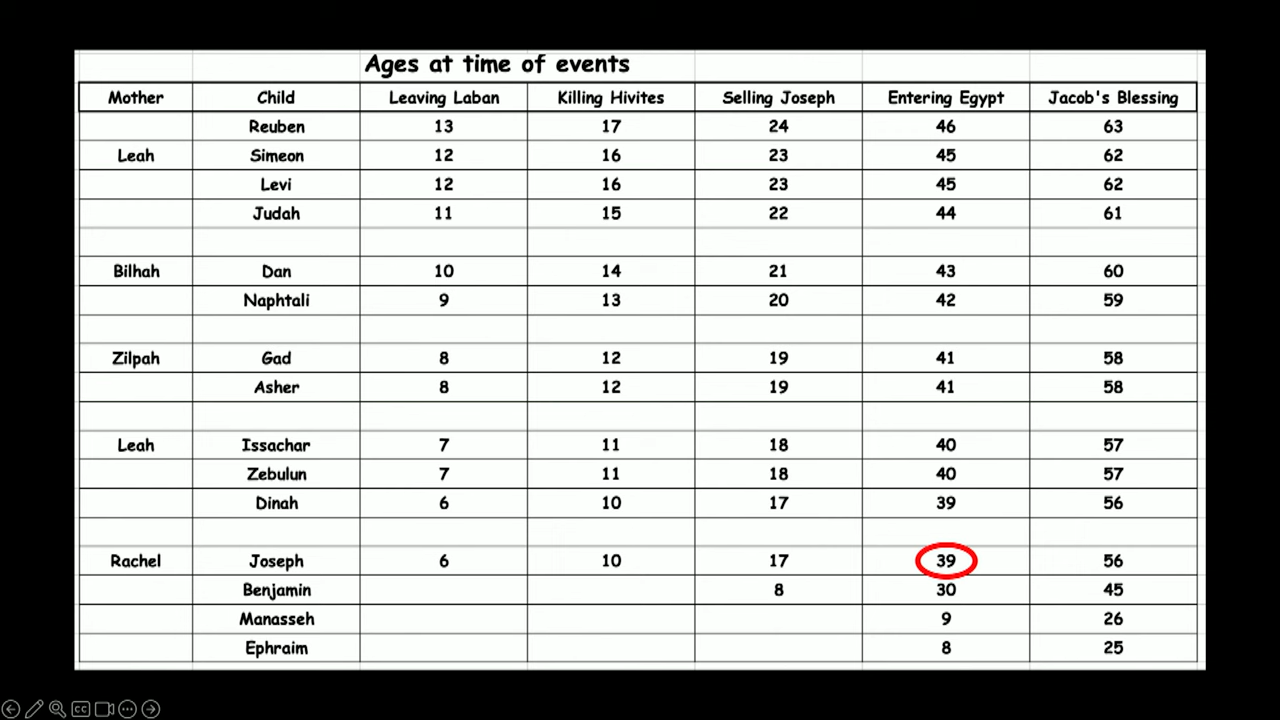 Ages at time of events
Mother Child Leaving Laban Killing Hivites Selling Joseph Entering Egypt Jacob's Blessing
Reuben 13 17 24 46 63
Leah Simeon 12 16 23 45 62
Levi 12 16 23 45 62
Judah 11 15 22 44 61
Bilhah Dan 10 14 21 43 60
Naphtali 9 13 20 42 59
Zilpah Gad 8 12 19 41 58
Asher 8 12 19 41 58
Leah Issachar 7 11 18 40 57
Zebulun 7 11 18 40 57
Dinah 6 10 17 39 56
Rachel Joseph 6 10 17 39 56
Benjamin 8 30 45
Manasseh 9 26
Ephraim 8 25
CC